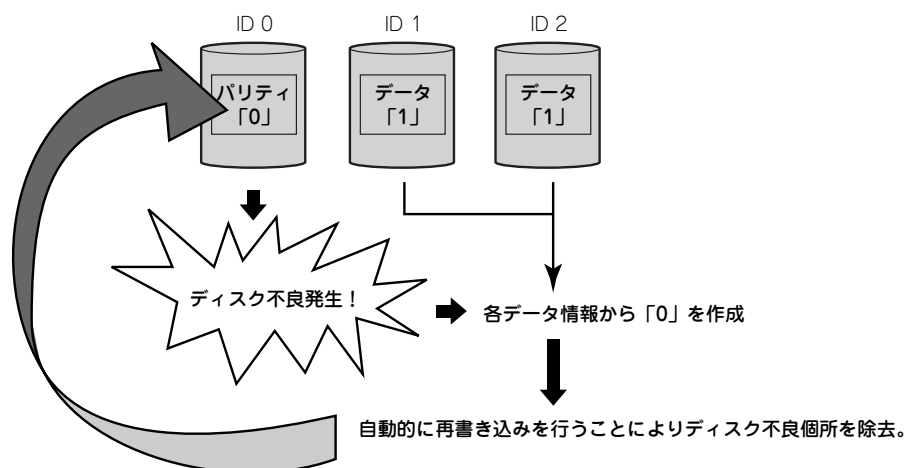 ID 0
ID 1
ID 2
パリティ
「0」
データ
「1」
データ
「1」
ディスク不良発生！
各データ情報から「0」を作成
自動的に再書き込みを行うことによりディスク不良個所を除去。